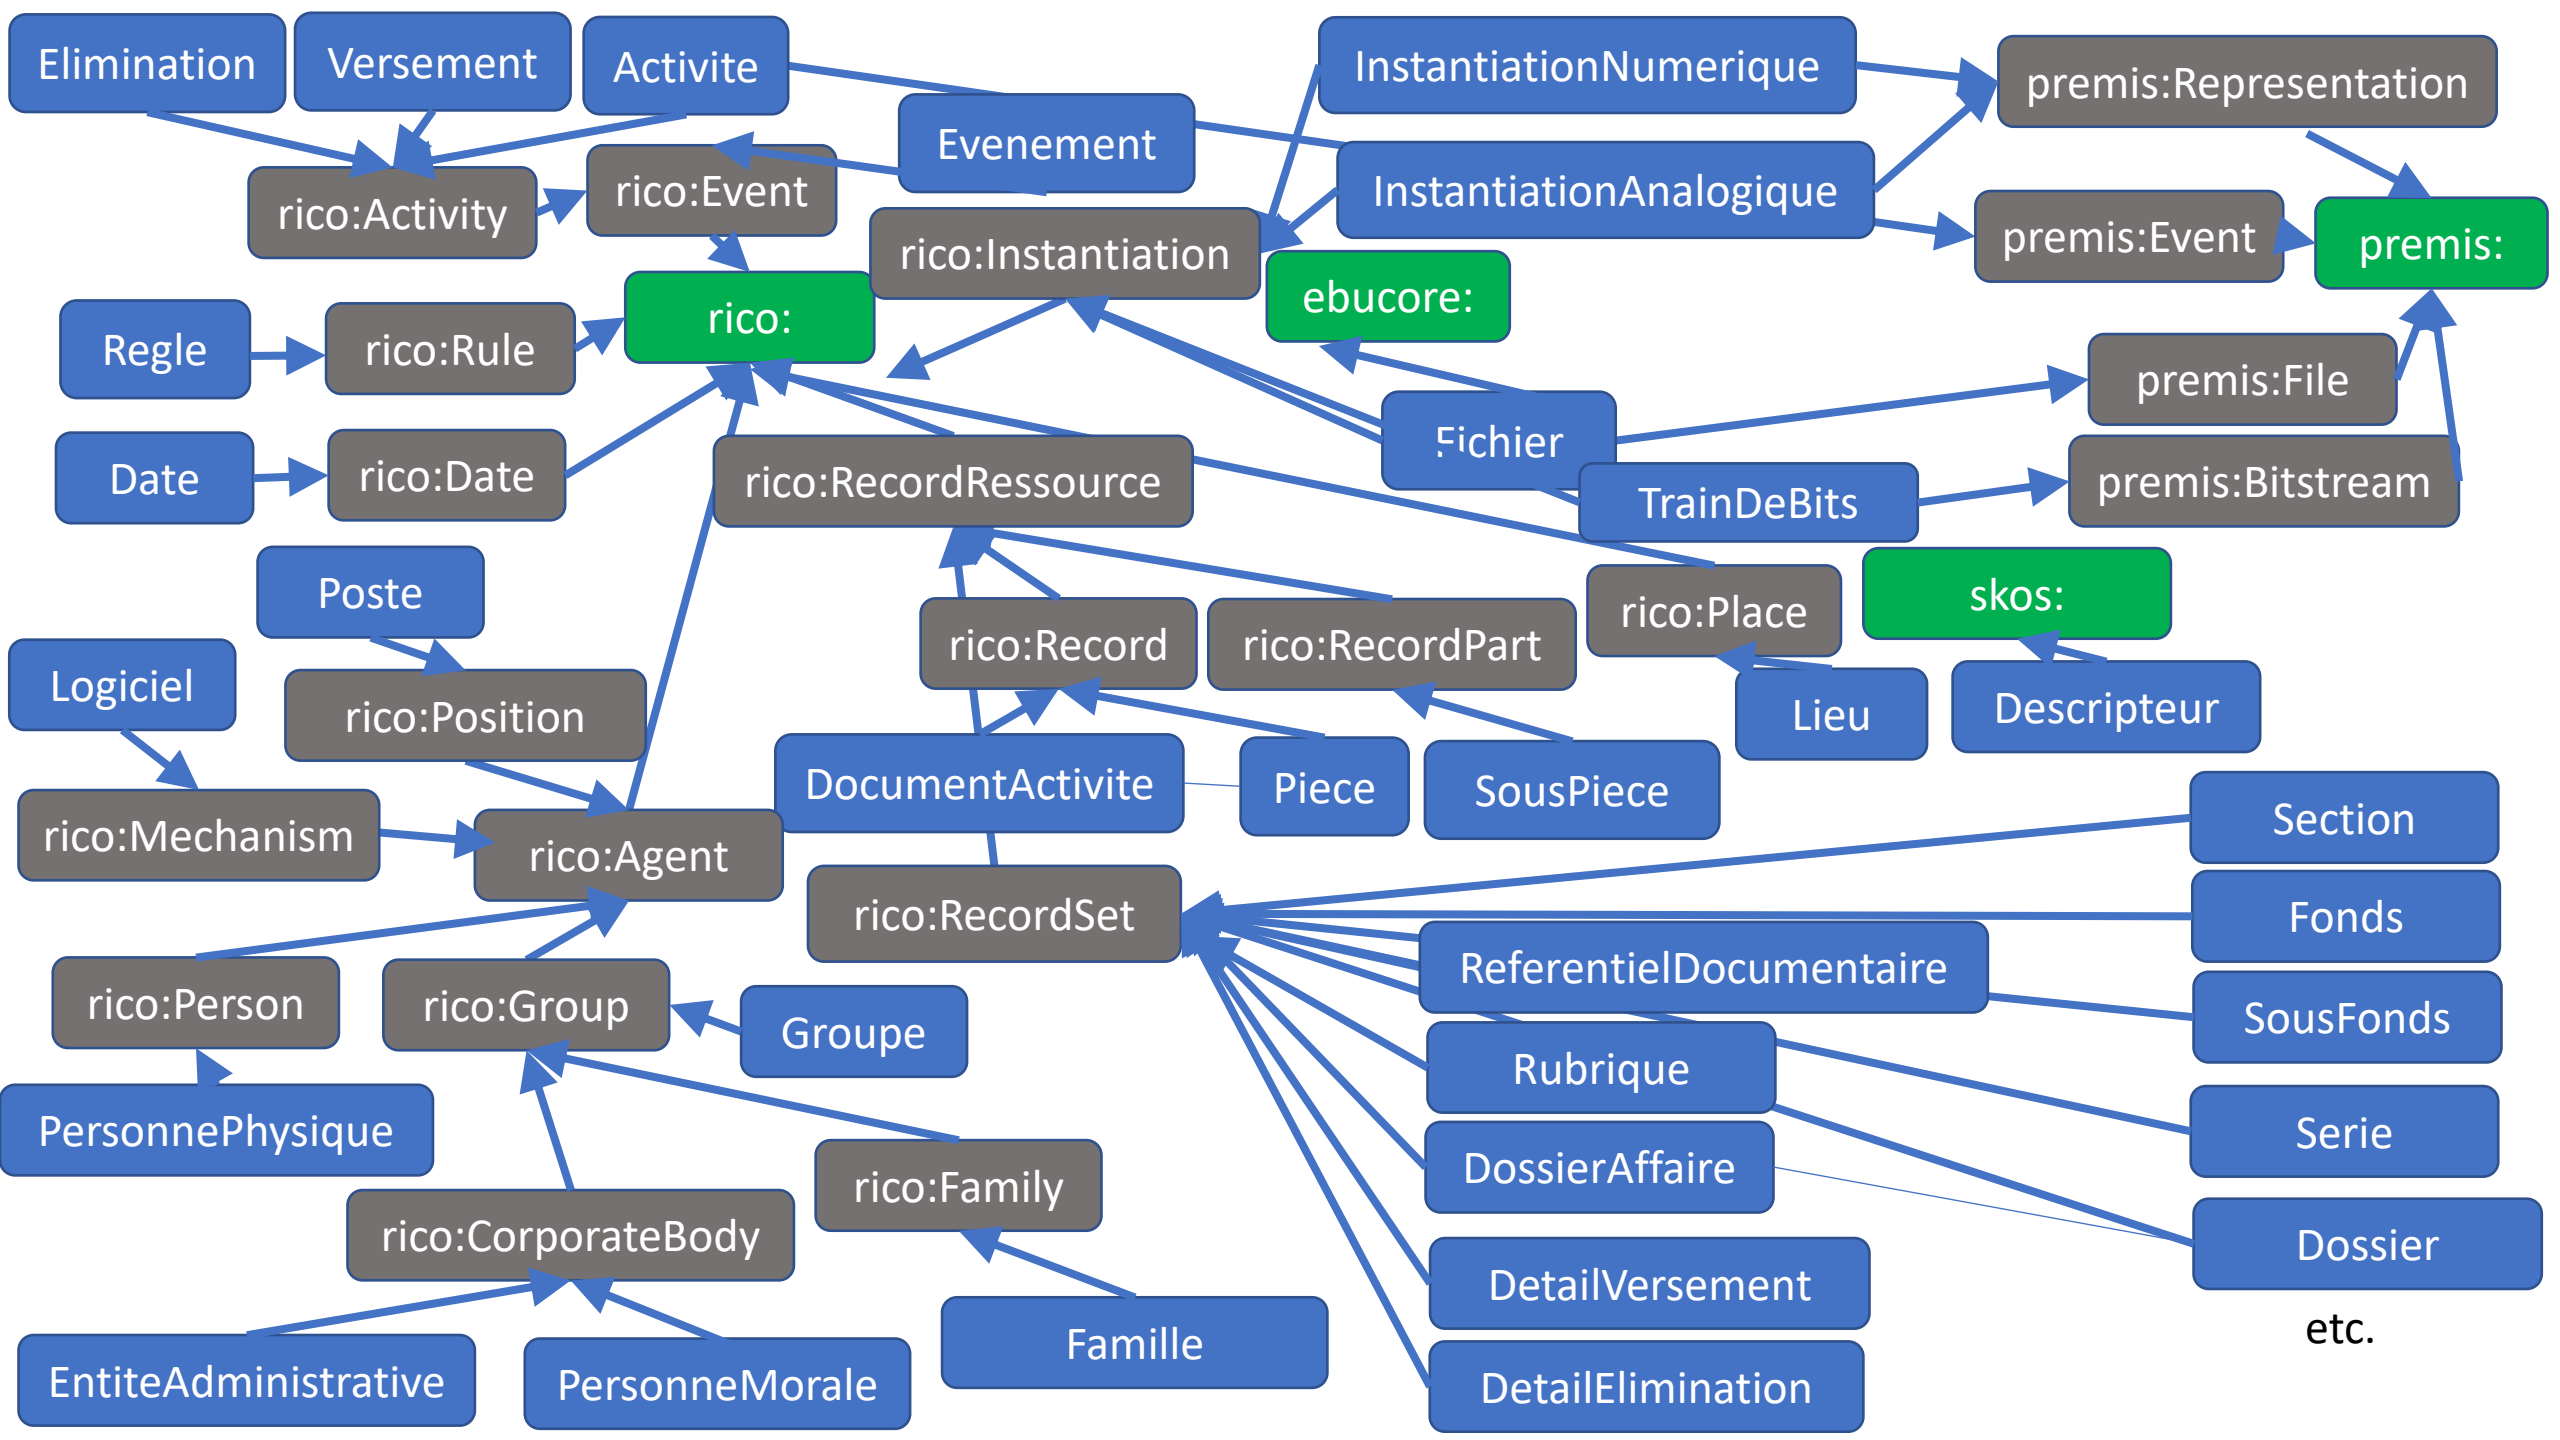 Elimination
Versement
Activite
InstantiationNumerique
premis:Representation
Evenement
rico:Activity
rico:Event
InstantiationAnalogique
rico:Instantiation
premis:Event
premis:
ebucore:
rico:
Regle
rico:Rule
premis:File
Fichier
Date
rico:Date
rico:RecordRessource
TrainDeBits
premis:Bitstream
Poste
rico:Place
skos:
Logiciel
rico:Record
rico:RecordPart
rico:Position
Lieu
Descripteur
rico:Mechanism
DocumentActivite
Piece
SousPiece
Section
rico:Agent
rico:RecordSet
Fonds
ReferentielDocumentaire
rico:Person
rico:Group
Groupe
SousFonds
Rubrique
PersonnePhysique
Serie
rico:Family
DossierAffaire
rico:CorporateBody
Dossier
DetailVersement
etc.
Famille
EntiteAdministrative
PersonneMorale
DetailElimination